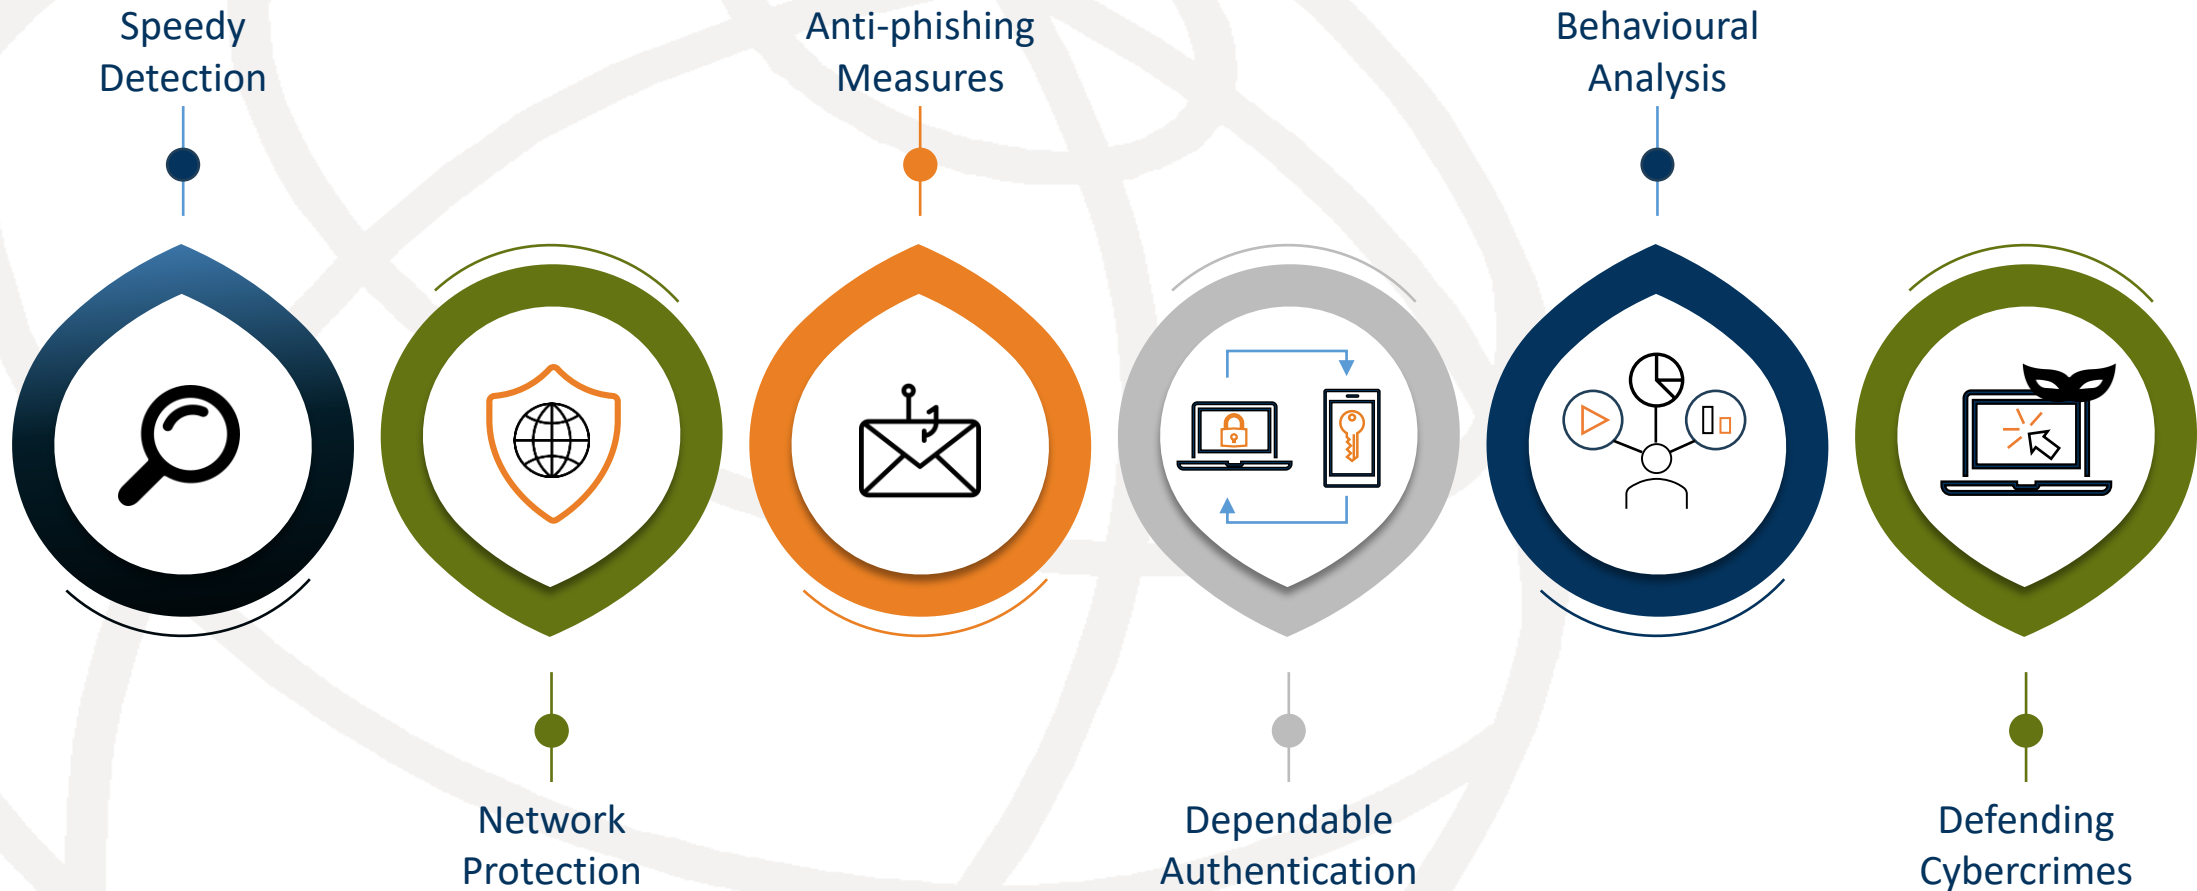 Speedy
Detection
Anti-phishing
Measures
Behavioural
Analysis
Network
Protection
Dependable
Authentication
Defending
Cybercrimes